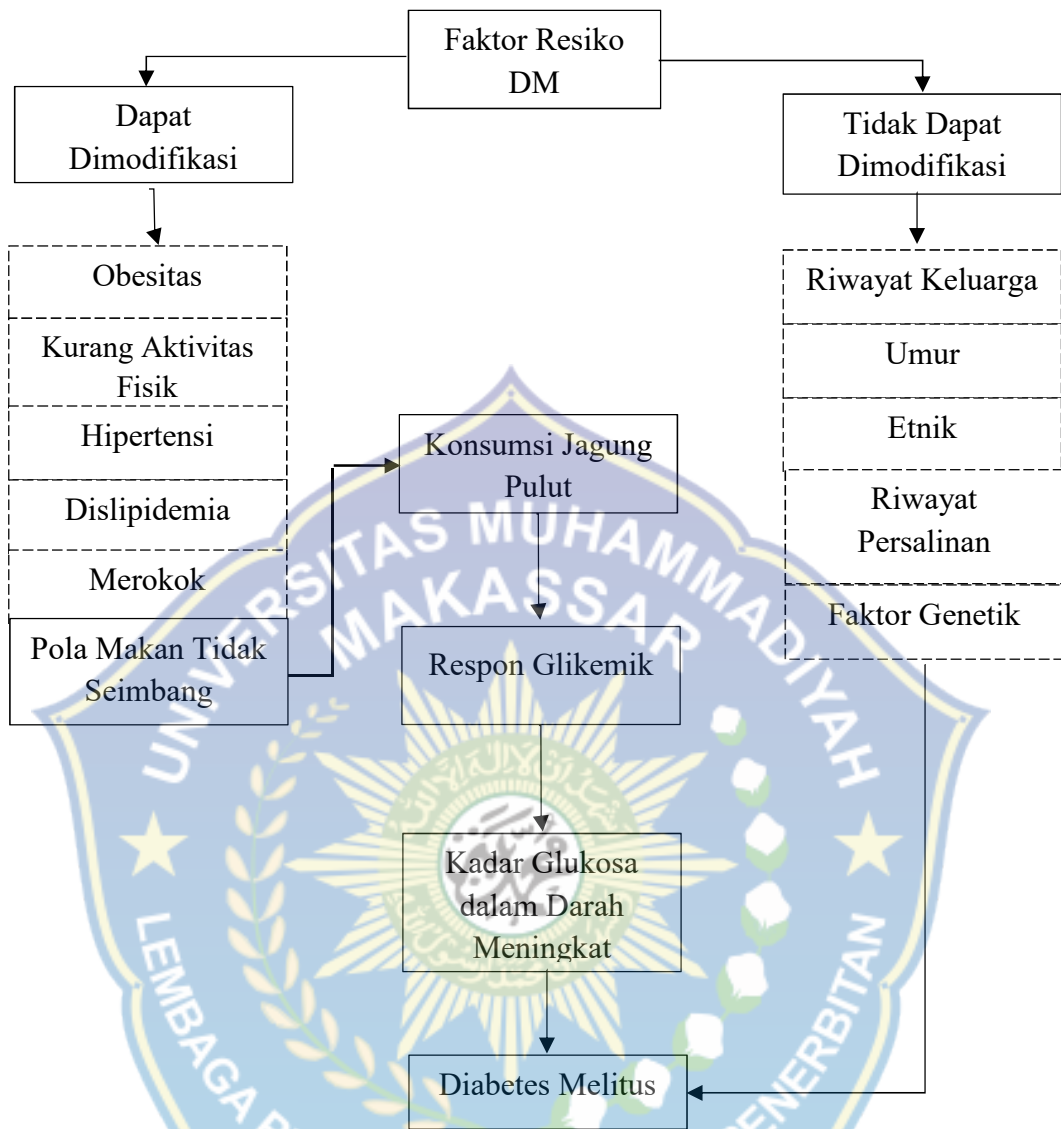 Faktor Resiko
DM
Dapat
Dimodifikasi
Tidak Dapat
Dimodifikasi
Obesitas
Kurang Aktivitas
Fisik
Hipertensi
Dislipidemia
Merokok
Pola Makan Tidak
Seimbang
Konsumsi Jagung
Pulut
Respon Glikemik
Kadar Glukosa
dalam Darah
Meningkat
Diabetes Melitus
Riwayat Keluarga
Umur
Etnik
Riwayat
Persalinan
Faktor Genetik
UNIVERSITAS MUHAMMADIYAH
MAKASSAR
LEMBAGA
PENERBITAN